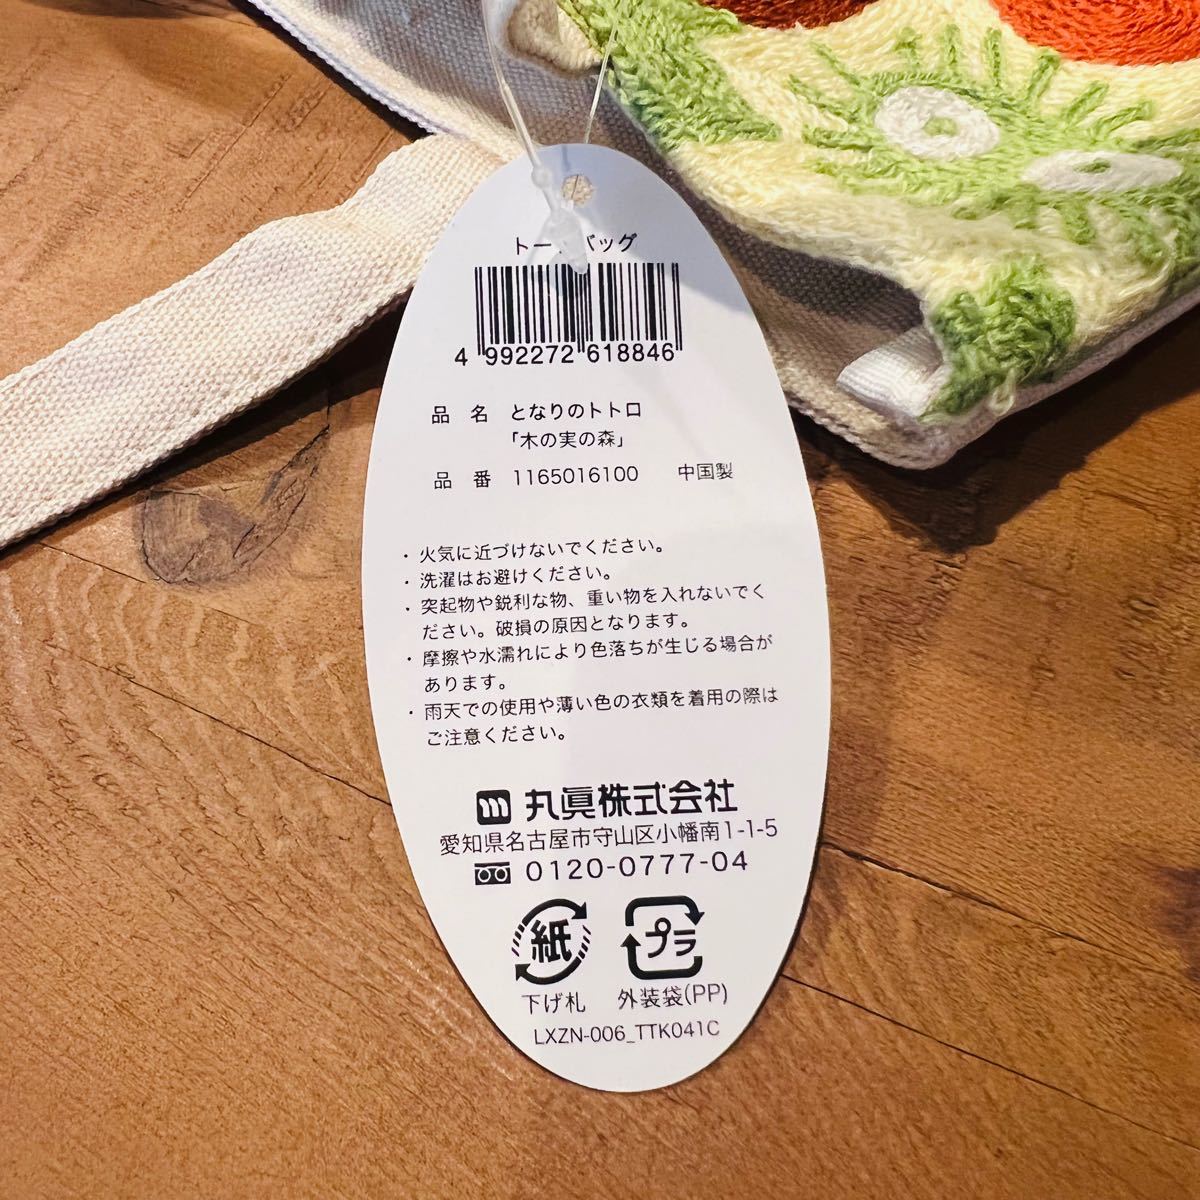 トートバッグ
4 992272 618846
品 名 となりのトトロ
「木の実の森」
品 番 1165016100 中国製
・火気に近づけないでください。
・洗濯はお避けください。
・突起物や鋭利な物、重い物を入れないでく
ださい。破損の原因となります。
・摩擦や水濡れにより色落ちが生じる場合が
あります。
・雨天での使用や薄い色の衣類を着用の際は
ご注意ください。
m 丸眞株式会社
愛知県名古屋市守山区小幡南1-1-5
0120-0777-04
紙 プラ
下げ札 外装袋(PP)
LXZN-006_TTK041C